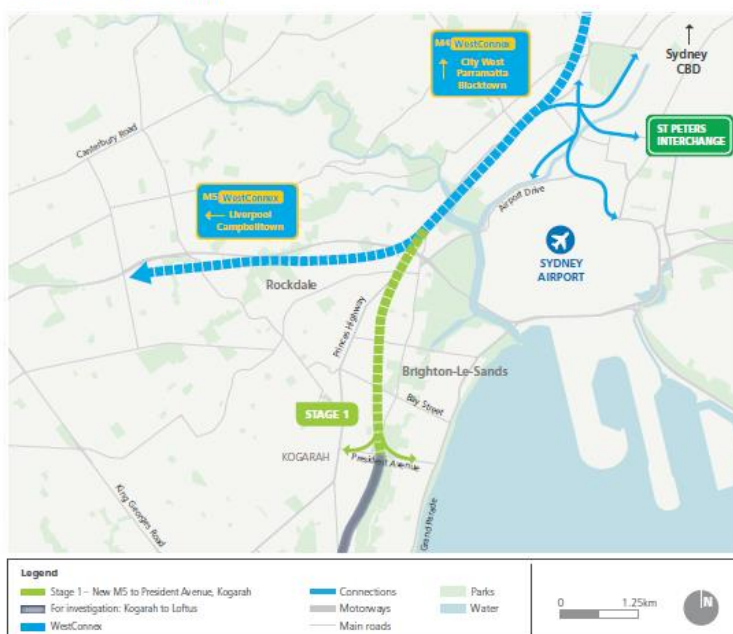 M4 WestConnex
City West
Parramatta
Blacktown
Sydney
CBD
ST PETERS
INTERCHANGE
Canterbury Road
M5 WestConnex
Liverpool
Campbelltown
Airport Drive
SYDNEY
AIRPORT
Rockdale
Princes Highway
Brighton-Le-Sands
Bay Street
STAGE 1
KOGARAH
President Avenue
King Georges Road
Grand Parade
Legend
Stage 1 – New M5 to President Avenue, Kogarah
For investigation: Kogarah to Loftus
WestConnex
Connections
Motorways
Main roads
Parks
Water
0 1.25km
N